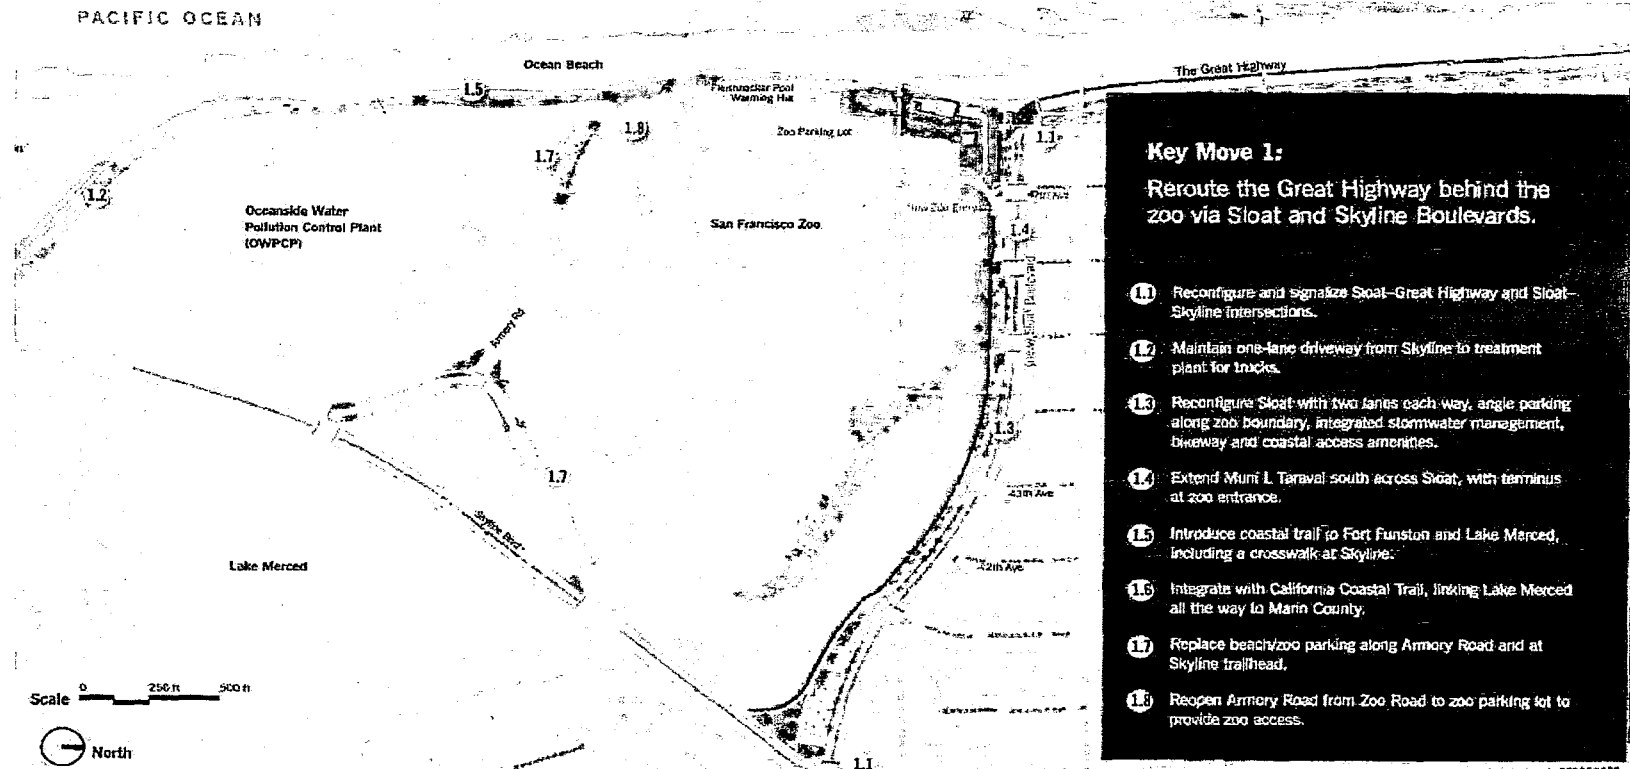 PACIFIC OCEAN
Ocean Beach
The Great Highway
1.5
Fleishhacker Pool
Warming Hut
Zoo Parking Lot
1.8
1.7
1.1
1.2
Oceanside Water
Pollution Control Plant
(OWPCP)
San Francisco Zoo
New Zoo Entry
1.4
Sloat Boulevard
Armory Rd
1.3
1.7
43th Ave
Skyline Blvd
42th Ave
Lake Merced
Scale 0 250 ft 500 ft
North
1.1
Key Move 1:
Reroute the Great Highway behind the
zoo via Sloat and Skyline Boulevards.
1.1 Reconfigure and signalize Sloat–Great Highway and Sloat–
Skyline intersections.
1.2 Maintain one-lane driveway from Skyline to treatment
plant for trucks.
1.3 Reconfigure Sloat with two lanes each way, angle parking
along zoo boundary, integrated stormwater management,
bikeway and coastal access amenities.
1.4 Extend Muni L Taraval south across Sloat, with terminus
at zoo entrance.
1.5 Introduce coastal trail to Fort Funston and Lake Merced,
including a crosswalk at Skyline.
1.6 Integrate with California Coastal Trail, linking Lake Merced
all the way to Marin County.
1.7 Replace beach/zoo parking along Armory Road and at
Skyline trailhead.
1.8 Reopen Armory Road from Zoo Road to zoo parking lot to
provide zoo access.